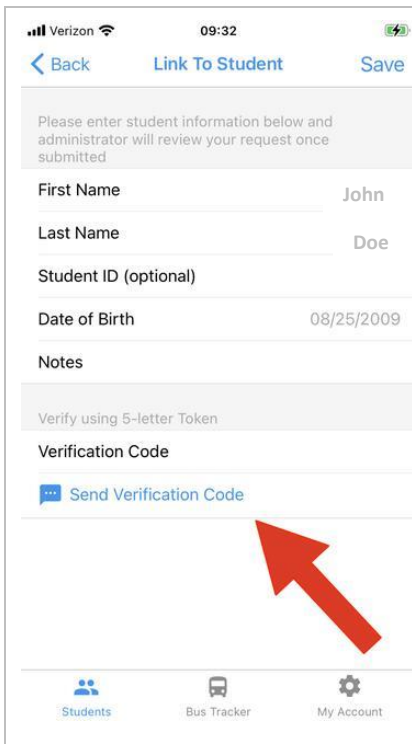 Verizon 09:32
Back Link To Student Save
Please enter student information below and
administrator will review your request once
submitted
First Name John
Last Name Doe
Student ID (optional)
Date of Birth 08/25/2009
Notes
Verify using 5-letter Token
Verification Code
Send Verification Code
Students Bus Tracker My Account